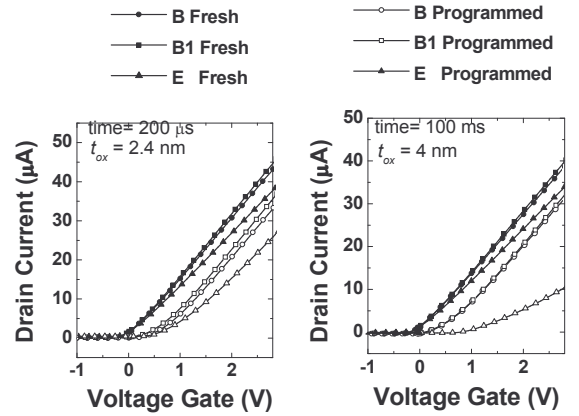 B Fresh
B1 Fresh
E Fresh
B Programmed
B1 Programmed
E Programmed
time= 200 µs
tox = 2.4 nm
50
40
30
20
10
0
-1 0 1 2
Drain Current (µA)
Voltage Gate (V)
time= 100 ms
tox = 4 nm
50
40
30
20
10
0
-1 0 1 2
Drain Current (µA)
Voltage Gate (V)